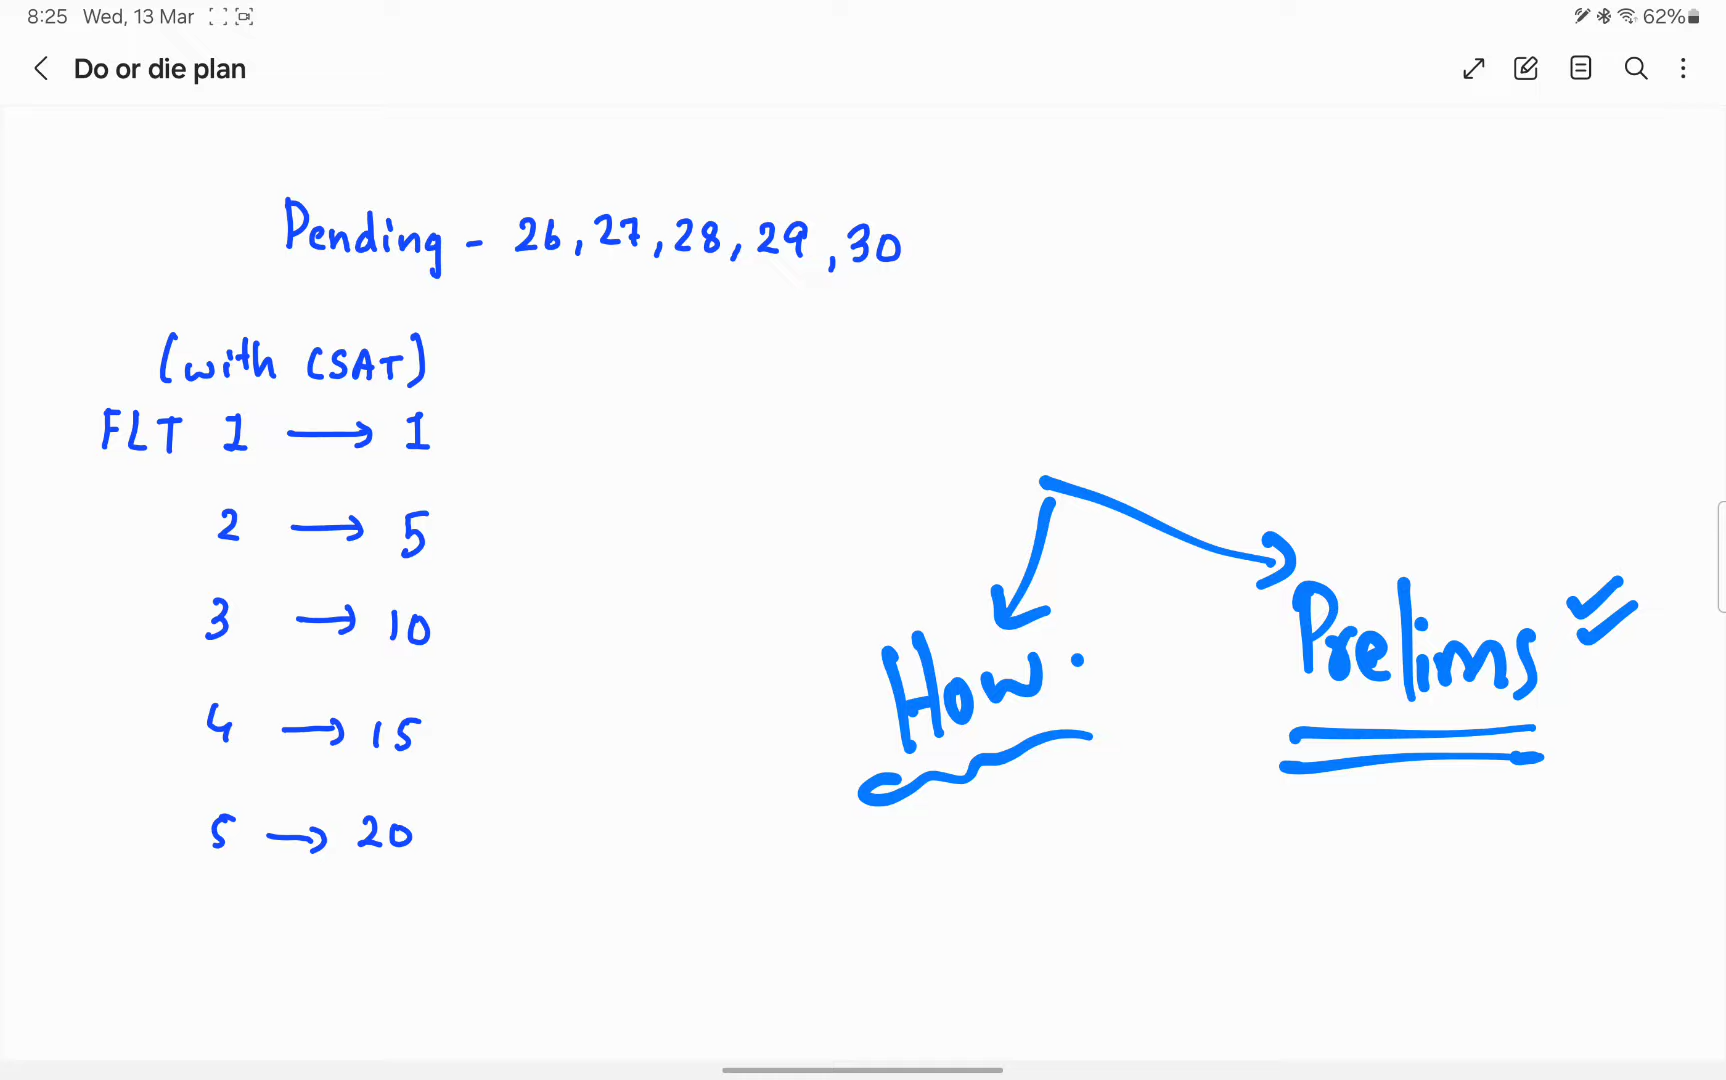 8:25 Wed, 13 Mar 62%
Do or die plan
Pending - 26, 27, 28, 29, 30
(with CSAT)
FLT 1 → 1
2 → 5
3 → 10
4 → 15
5 → 20
How.
Prelims